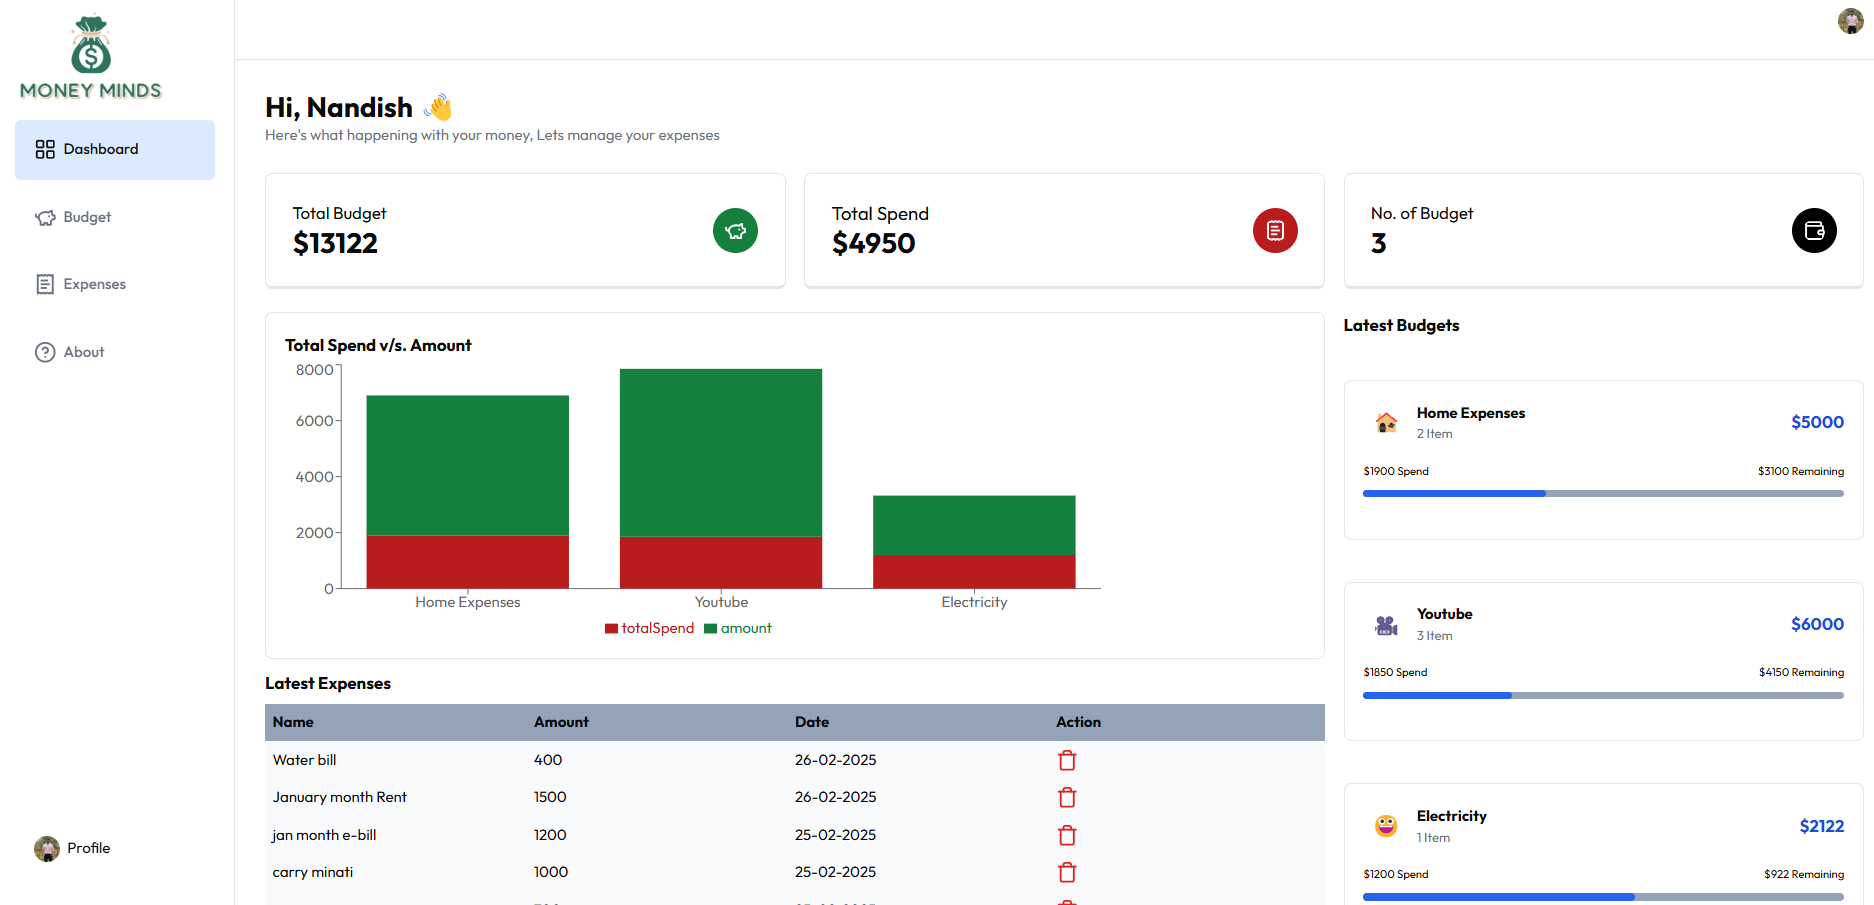 MONEY MINDS
Dashboard
Budget
Expenses
About
Profile
Hi, Nandish 👋
Here's what happening with your money, Lets manage your expenses
Total Budget
$13122
Total Spend
$4950
No. of Budget
3
Total Spend v/s. Amount
8000
6000
4000
2000
0
Home Expenses Youtube Electricity
totalSpend amount
Latest Expenses
Name Amount Date Action
Water bill 400 26-02-2025
January month Rent 1500 26-02-2025
jan month e-bill 1200 25-02-2025
carry minati 1000 25-02-2025
Latest Budgets
Home Expenses
2 Item
$5000
$1900 Spend $3100 Remaining
Youtube
3 Item
$6000
$1850 Spend $4150 Remaining
Electricity
1 Item
$2122
$1200 Spend $922 Remaining